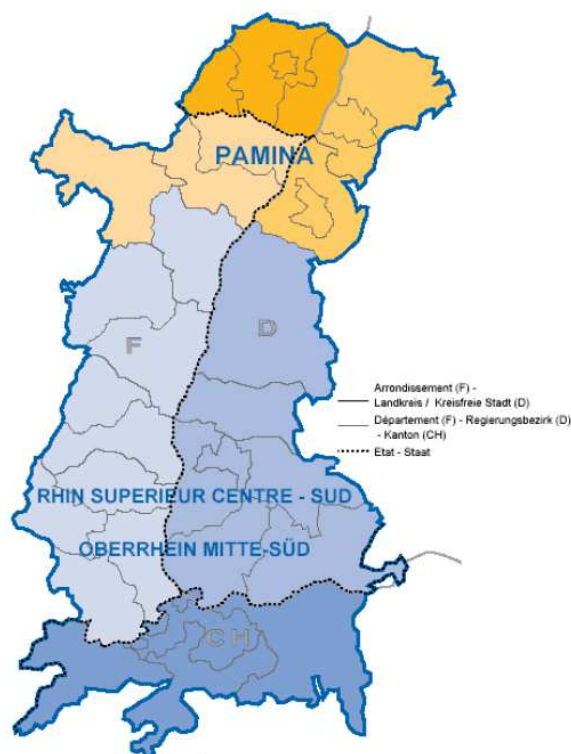 PAMINA
F
D
Arrondissement (F) -
Landkreis / Kreisfreie Stadt (D)
Département (F) - Regierungsbezirk (D)
- Kanton (CH)
Etat - Staat
RHIN SUPERIEUR CENTRE - SUD
OBERRHEIN MITTE-SÜD
CH